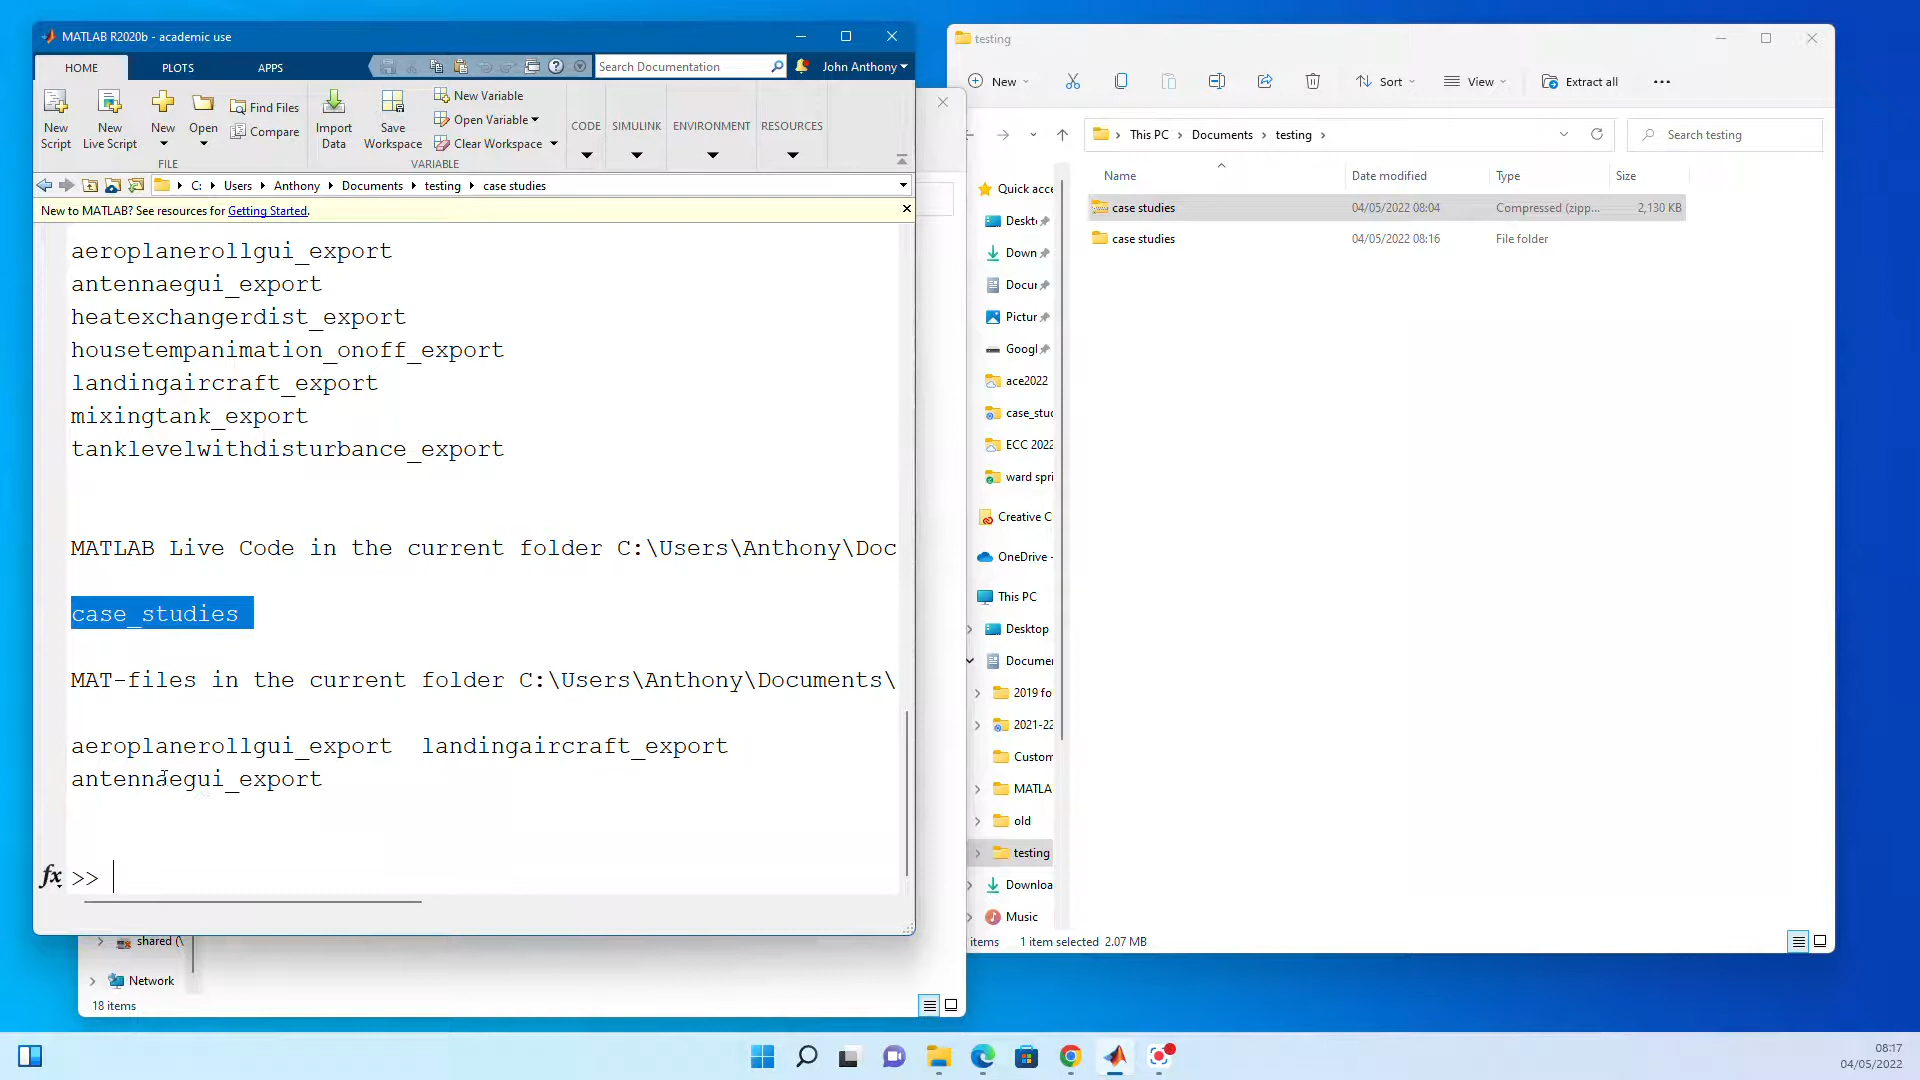 MATLAB R2020b - academic use
HOME
PLOTS
APPS
Search Documentation
John Anthony
New Script
New Live Script
New
Open
Find Files
Compare
Import Data
Save Workspace
New Variable
Open Variable
Clear Workspace
CODE
SIMULINK
ENVIRONMENT
RESOURCES
FILE
VARIABLE
C:
Users
Anthony
Documents
testing
case studies
New to MATLAB? See resources for Getting Started.
aeroplanerollgui_export
antennaegui_export
heatexchangerdist_export
housetempanimation_onoff_export
landingaircraft_export
mixingtank_export
tanklevelwithdisturbance_export
MATLAB Live Code in the current folder C:\Users\Anthony\Doc
case_studies
MAT-files in the current folder C:\Users\Anthony\Documents\
aeroplanerollgui_export landingaircraft_export
antennaegui_export
fx >>
shared (\
Network
18 items
testing
New
Sort
View
Extract all
This PC
Documents
testing
Search testing
Name
Date modified
Type
Size
case studies 04/05/2022 08:04 Compressed (zipp... 2,130 KB
case studies 04/05/2022 08:16 File folder
Quick acce
Deskt
Down
Docur
Pictur
Googl
ace2022
case_stuc
ECC 2022
ward spri
Creative C
OneDrive -
This PC
Desktop
Documer
2019 fo
2021-22
Custom
MATLA
old
testing
Downloa
Music
items
1 item selected 2.07 MB
08:17
04/05/2022